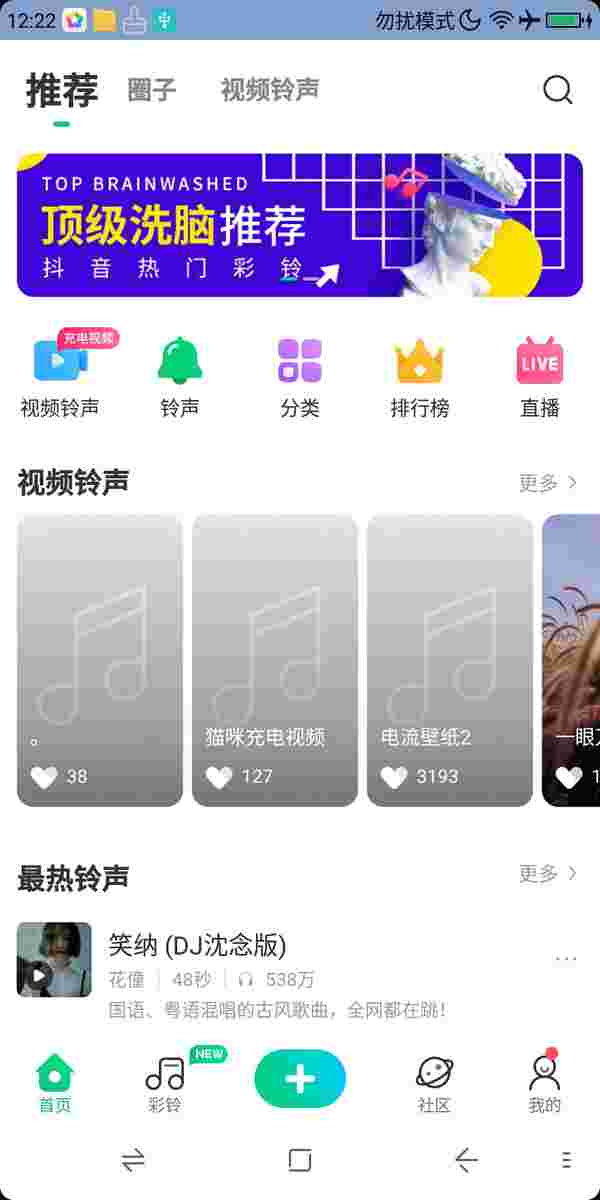 12:22
勿扰模式
推荐 圈子 视频铃声
TOP BRAINWASHED
顶级洗脑推荐
抖音热门彩铃
充电视频
LIVE
视频铃声 铃声 分类 排行榜 直播
视频铃声 更多
。 猫咪充电视频 电流壁纸2 一眼
38 127 3193 1
最热铃声 更多
笑纳 (DJ沈念版)
花僮 48秒 538万
国语、粤语混唱的古风歌曲，全网都在跳！
NEW
首页 彩铃 社区 我的